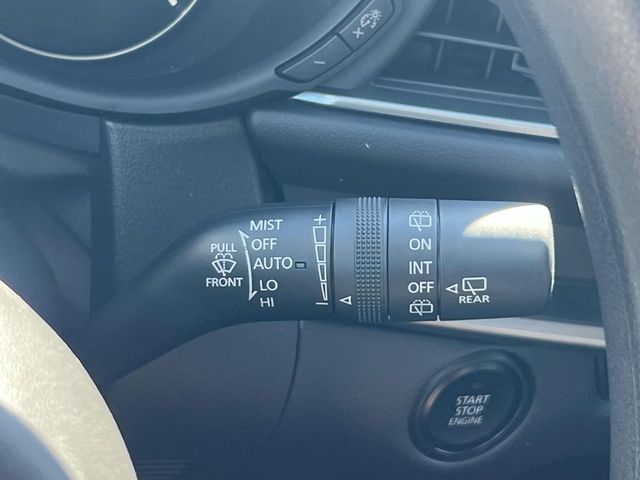 MIST
OFF
AUTO
LO
HI
PULL
FRONT
+
−
ON
INT
OFF
REAR
START
STOP
ENGINE